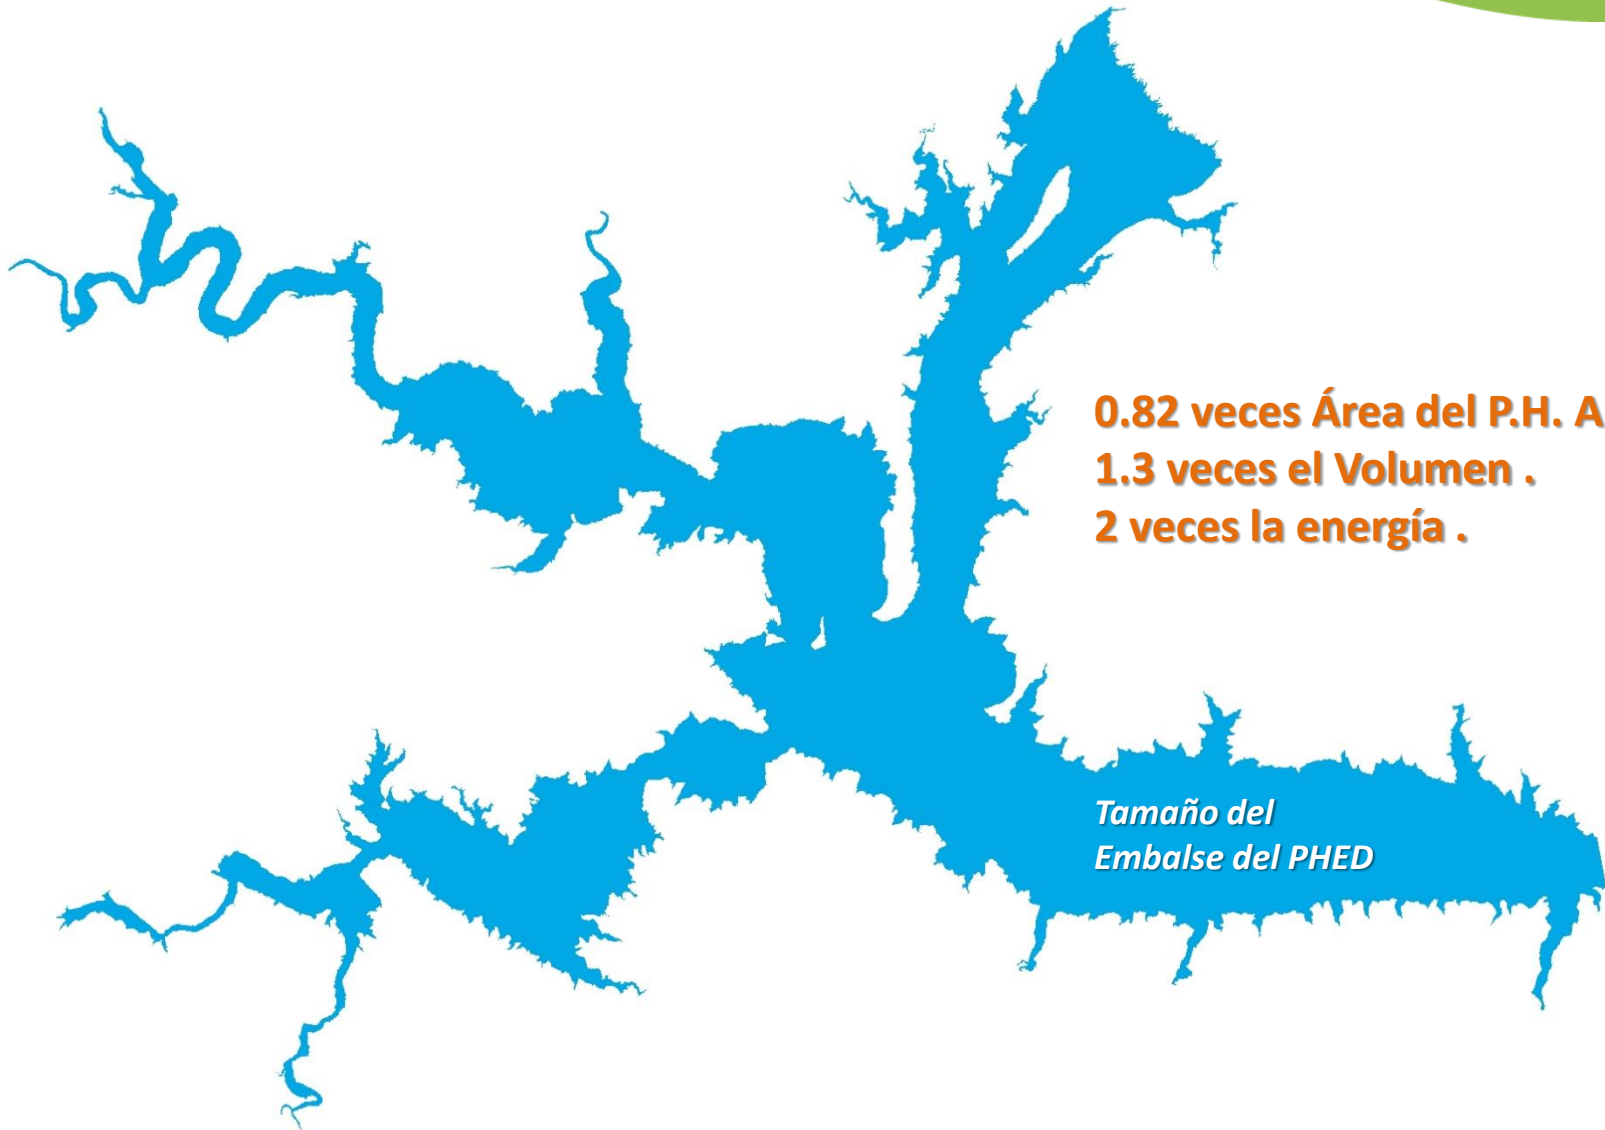 0.82 veces Área del P.H. A
1.3 veces el Volumen .
2 veces la energía .
Tamaño del
Embalse del PHED